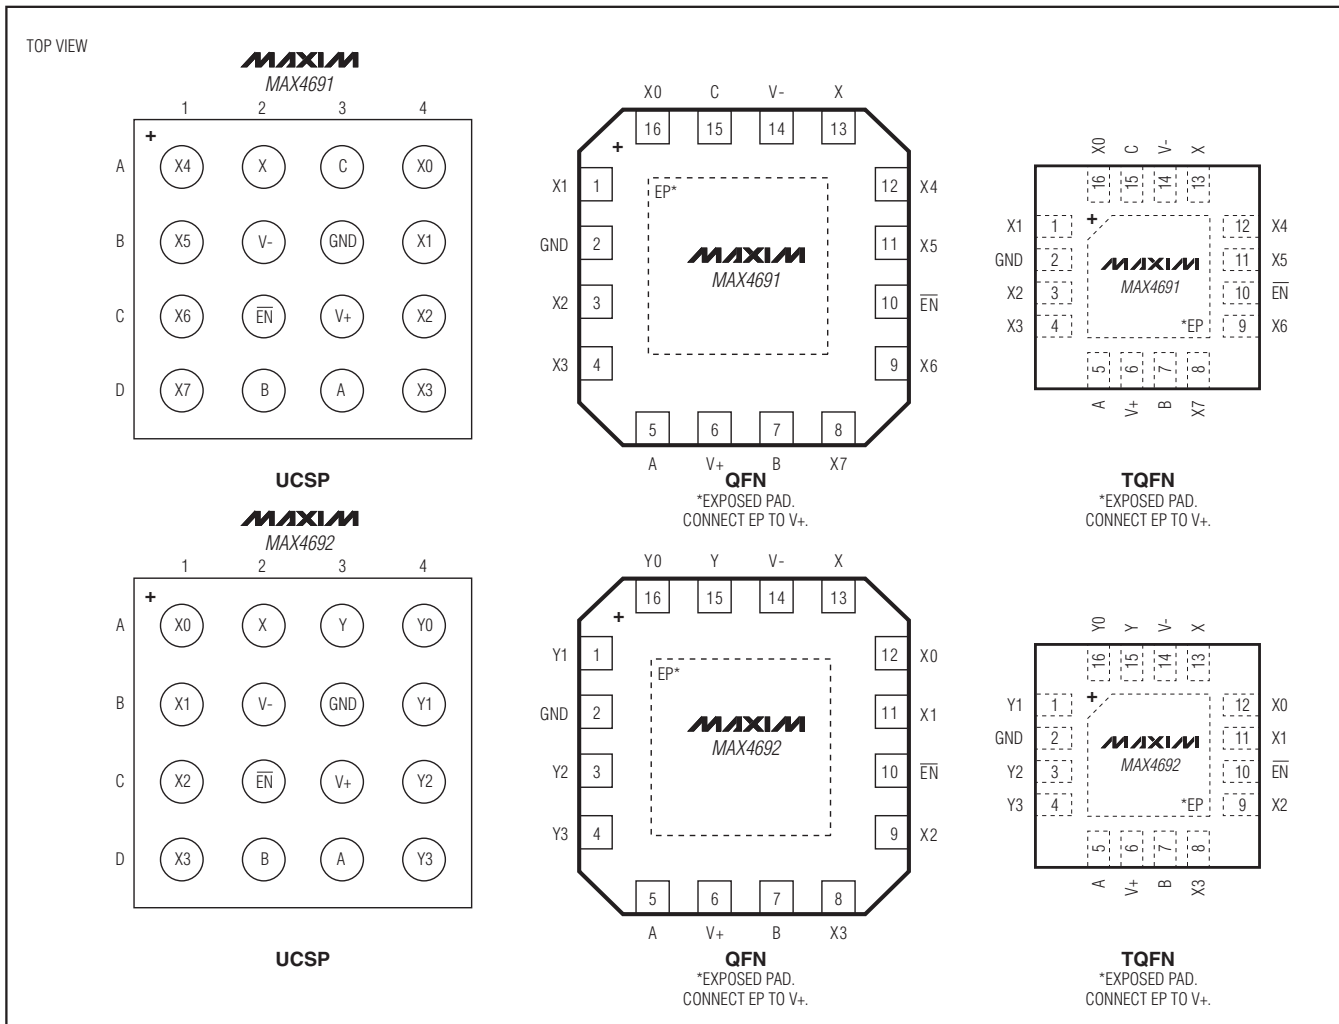 TOP VIEW
MAXIM
MAX4691
1 2 3 4
+
A X4 X C X0
B X5 V- GND X1
C X6 E̅N̅ V+ X2
D X7 B A X3
UCSP
X0 C V- X
16 15 14 13
+
X1 1 EP* 12 X4
GND 2 11 X5
MAXIM
MAX4691
X2 3 10 E̅N̅
X3 4 9 X6
5 6 7 8
A V+ B X7
QFN
*EXPOSED PAD.
CONNECT EP TO V+.
X0 C V- X
16 15 14 13
+
X1 1 12 X4
GND 2 11 X5
MAXIM
MAX4691
X2 3 10 E̅N̅
X3 4 *EP 9 X6
5 6 7 8
A V+ B X7
TQFN
*EXPOSED PAD.
CONNECT EP TO V+.
MAXIM
MAX4692
1 2 3 4
+
A X0 X Y Y0
B X1 V- GND Y1
C X2 E̅N̅ V+ Y2
D X3 B A Y3
UCSP
Y0 Y V- X
16 15 14 13
+
Y1 1 EP* 12 X0
GND 2 11 X1
MAXIM
MAX4692
Y2 3 10 E̅N̅
Y3 4 9 X2
5 6 7 8
A V+ B X3
QFN
*EXPOSED PAD.
CONNECT EP TO V+.
Y0 Y V- X
16 15 14 13
+
Y1 1 12 X0
GND 2 11 X1
MAXIM
MAX4692
Y2 3 10 E̅N̅
Y3 4 *EP 9 X2
5 6 7 8
A V+ B X3
TQFN
*EXPOSED PAD.
CONNECT EP TO V+.